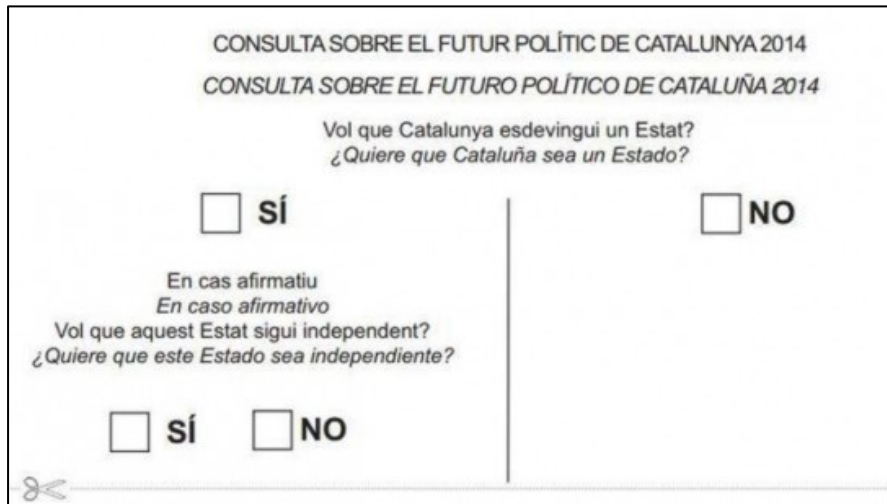 CONSULTA SOBRE EL FUTUR POLÍTIC DE CATALUNYA 2014
CONSULTA SOBRE EL FUTURO POLÍTICO DE CATALUÑA 2014
Vol que Catalunya esdevingui un Estat?
¿Quiere que Cataluña sea un Estado?
SÍ
NO
En cas afirmatiu
En caso afirmativo
Vol que aquest Estat sigui independent?
¿Quiere que este Estado sea independiente?
SÍ NO